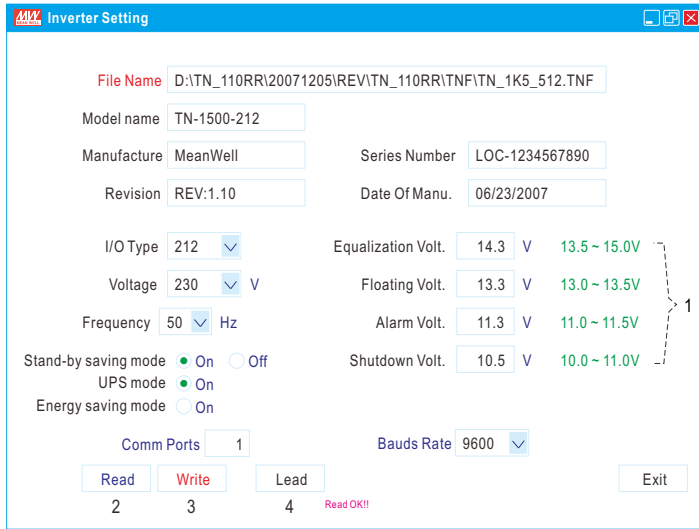 MW MEAN WELL Inverter Setting
File Name D:\TN_110RR\20071205\REV\TN_110RR\TNF\TN_1K5_512.TNF
Model name TN-1500-212
Manufacture MeanWell Series Number LOC-1234567890
Revision REV:1.10 Date Of Manu. 06/23/2007
I/O Type 212 Equalization Volt. 14.3 V 13.5 ~ 15.0V
Voltage 230 V Floating Volt. 13.3 V 13.0 ~ 13.5V
1
Frequency 50 Hz Alarm Volt. 11.3 V 11.0 ~ 11.5V
Stand-by saving mode On Off Shutdown Volt. 10.5 V 10.0 ~ 11.0V
UPS mode On
Energy saving mode On
Comm Ports 1 Bauds Rate 9600
Read Write Lead Exit
2 3 4 Read OK!!